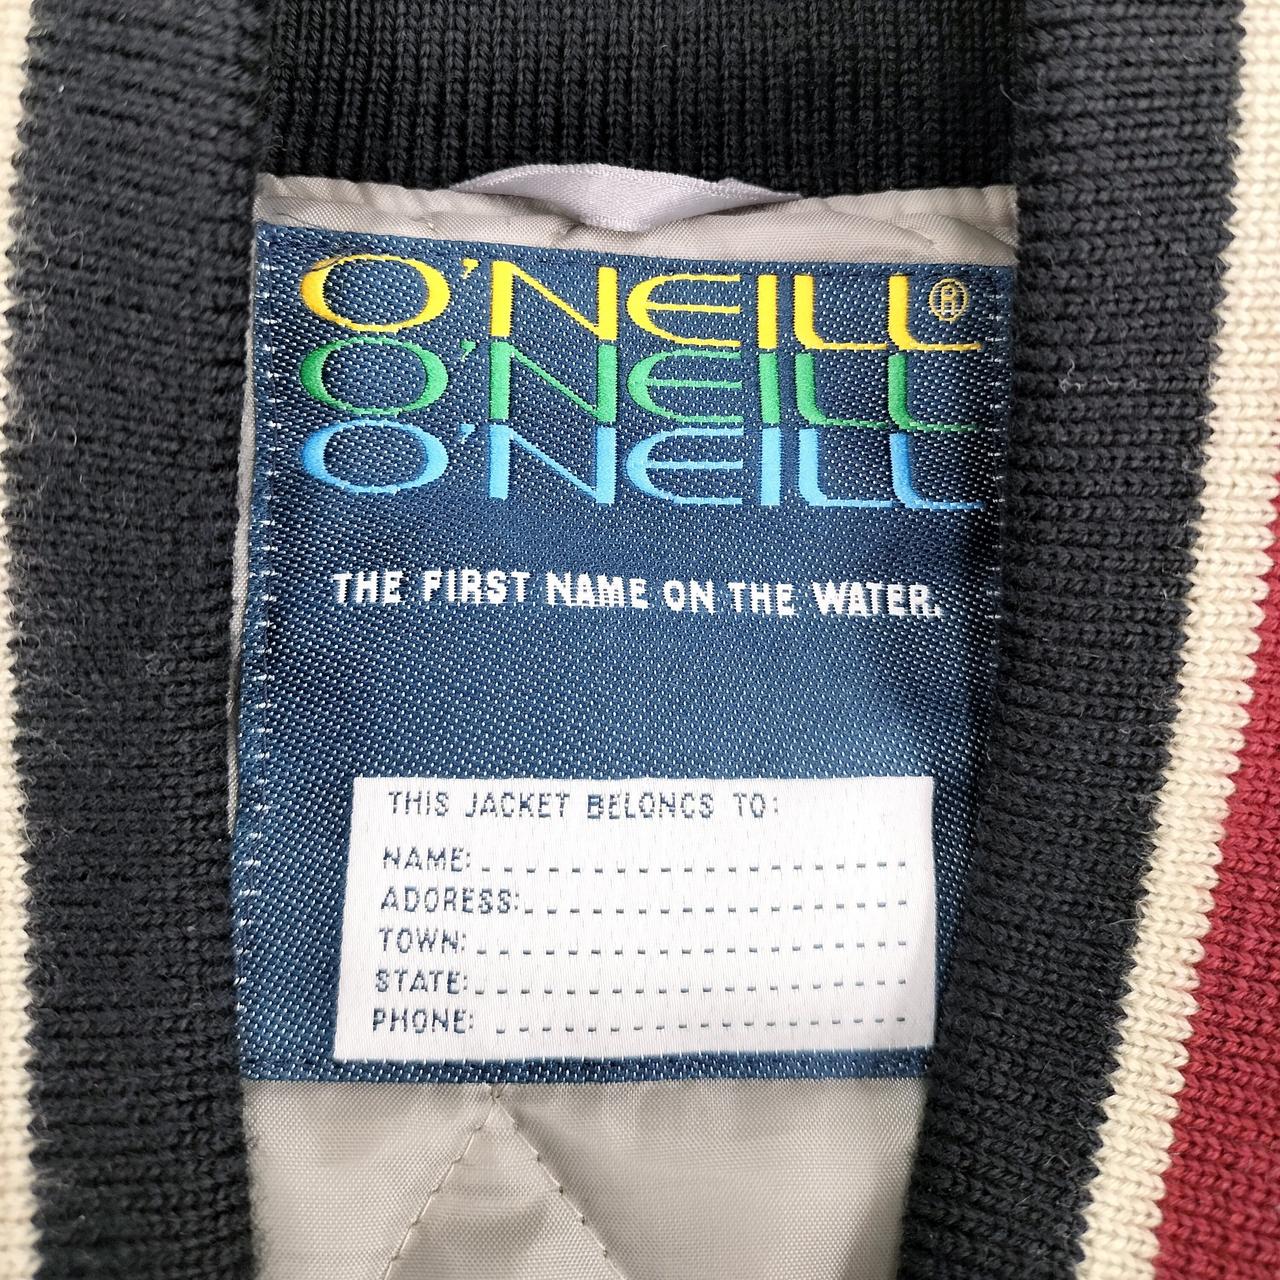 O'NEILL®
O'NEILL
O'NEILL
THE FIRST NAME ON THE WATER.
THIS JACKET BELONGS TO:
NAME:
ADDRESS:
TOWN:
STATE:
PHONE: